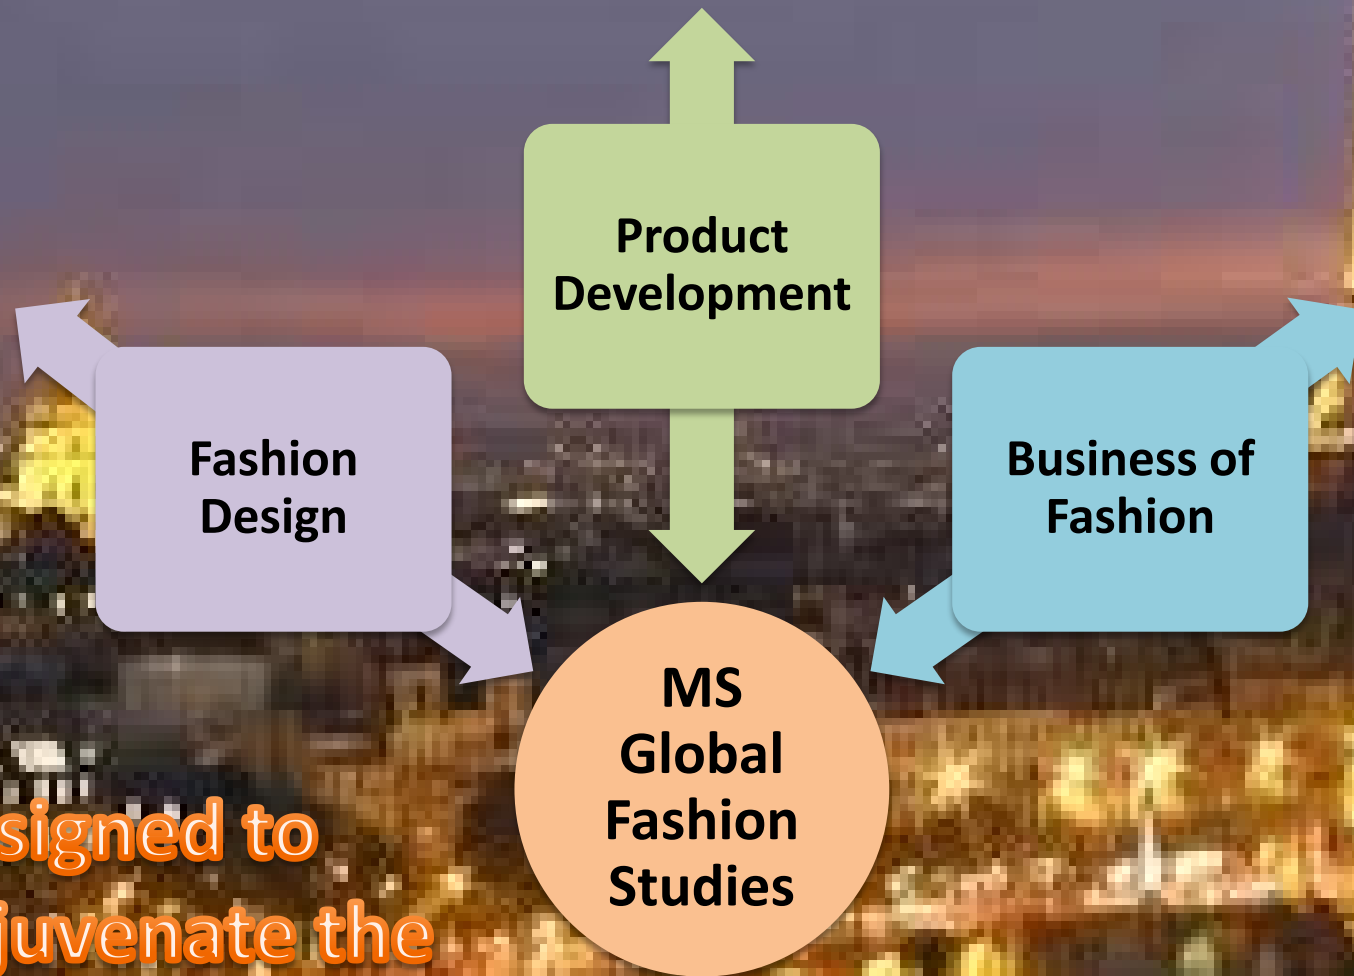 Product
Development
Fashion
Design
Business of
Fashion
MS
Global
Fashion
Studies
signed to
juvenate the